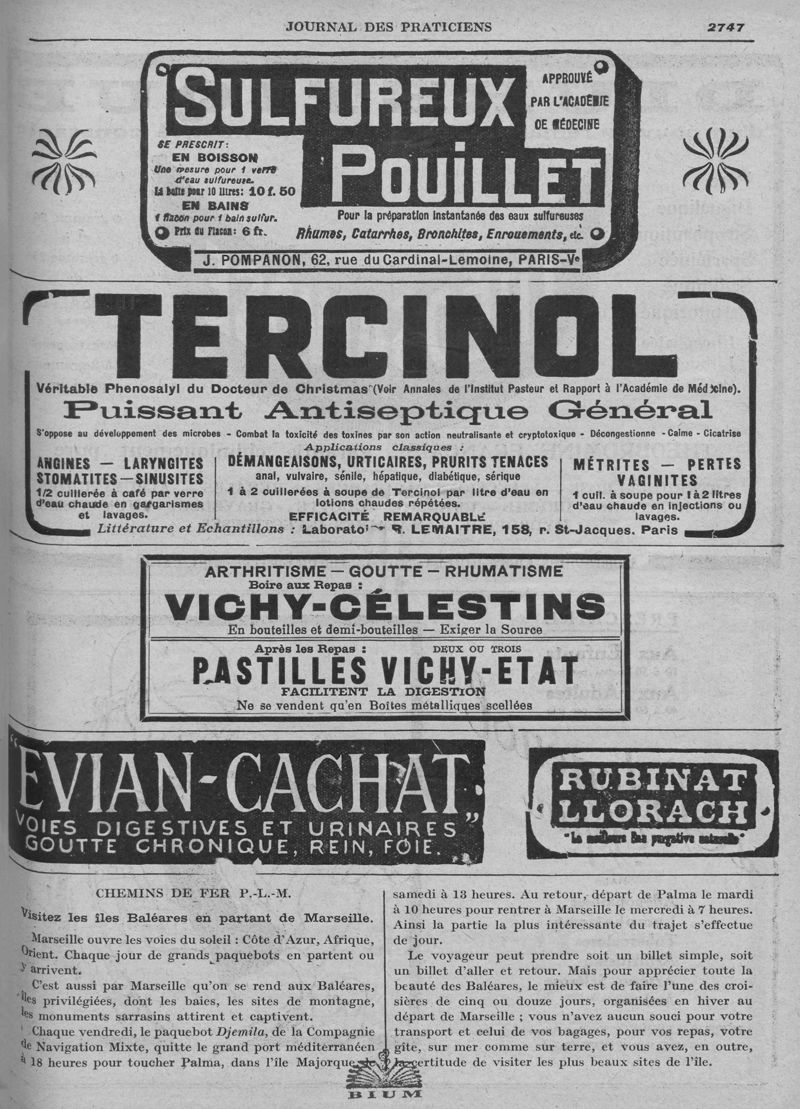 JOURNAL DES PRATICIENS 2747
SULFUREUX
POUILLET
APPROUVÉ
PAR L'ACADÉMIE
DE MÉDECINE
SE PRESCRIT:
EN BOISSON
Une mesure pour 1 verre
d'eau sulfureuse.
La boîte pour 10 litres: 10 f. 50
EN BAINS
1 flacon pour 1 bain sulfur.
Prix du Flacon: 6 fr.
Pour la préparation instantanée des eaux sulfureuses
Rhumes, Catarrhes, Bronchites, Enrouements, etc.
J. POMPANON, 62, rue du Cardinal-Lemoine, PARIS-Ve
TERCINOL
Véritable Phenosalyl du Docteur de Christmas (Voir Annales de l'Institut Pasteur et Rapport à l'Académie de Médecine).
Puissant Antiseptique Général
S'oppose au développement des microbes - Combat la toxicité des toxines par son action neutralisante et cryptotoxique - Décongestionne - Calme - Cicatrise
Applications classiques :
ANGINES — LARYNGITES
STOMATITES — SINUSITES
1/2 cuillerée à café par verre
d'eau chaude en gargarismes
et lavages.
DÉMANGEAISONS, URTICAIRES, PRURITS TENACES
anal, vulvaire, sénile, hépatique, diabétique, sérique
1 à 2 cuillerées à soupe de Tercinol par litre d'eau en
lotions chaudes répétées.
EFFICACITÉ REMARQUABLE
MÉTRITES — PERTES
VAGINITES
1 cuil. à soupe pour 1 à 2 litres
d'eau chaude en injections ou
lavages.
Littérature et Echantillons : Laboratoire R. LEMAITRE, 158, r. St-Jacques. Paris
ARTHRITISME — GOUTTE — RHUMATISME
Boire aux Repas :
VICHY-CÉLESTINS
En bouteilles et demi-bouteilles — Exiger la Source
Après les Repas : DEUX OU TROIS
PASTILLES VICHY-ETAT
FACILITENT LA DIGESTION
Ne se vendent qu'en Boîtes métalliques scellées
"EVIAN-CACHAT
VOIES DIGESTIVES ET URINAIRES"
GOUTTE CHRONIQUE, REIN, FOIE.
RUBINAT
LLORACH
"La meilleure Eau purgative naturelle"
CHEMINS DE FER P.-L.-M.
Visitez les îles Baléares en partant de Marseille.
Marseille ouvre les voies du soleil : Côte d'Azur, Afrique,
Orient. Chaque jour de grands paquebots en partent ou
y arrivent.
C'est aussi par Marseille qu'on se rend aux Baléares,
îles privilégiées, dont les baies, les sites de montagne,
les monuments sarrasins attirent et captivent.
Chaque vendredi, le paquebot Djemila, de la Compagnie
de Navigation Mixte, quitte le grand port méditerranéen
à 18 heures pour toucher Palma, dans l'île Majorque, le
samedi à 13 heures. Au retour, départ de Palma le mardi
à 10 heures pour rentrer à Marseille le mercredi à 7 heures.
Ainsi la partie la plus intéressante du trajet s'effectue
de jour.
Le voyageur peut prendre soit un billet simple, soit
un billet d'aller et retour. Mais pour apprécier toute la
beauté des Baléares, le mieux est de faire l'une des croi-
sières de cinq ou douze jours, organisées en hiver au
départ de Marseille ; vous n'avez aucun souci pour votre
transport et celui de vos bagages, pour vos repas, votre
gîte, sur mer comme sur terre, et vous avez, en outre,
la certitude de visiter les plus beaux sites de l'île.
BIUM